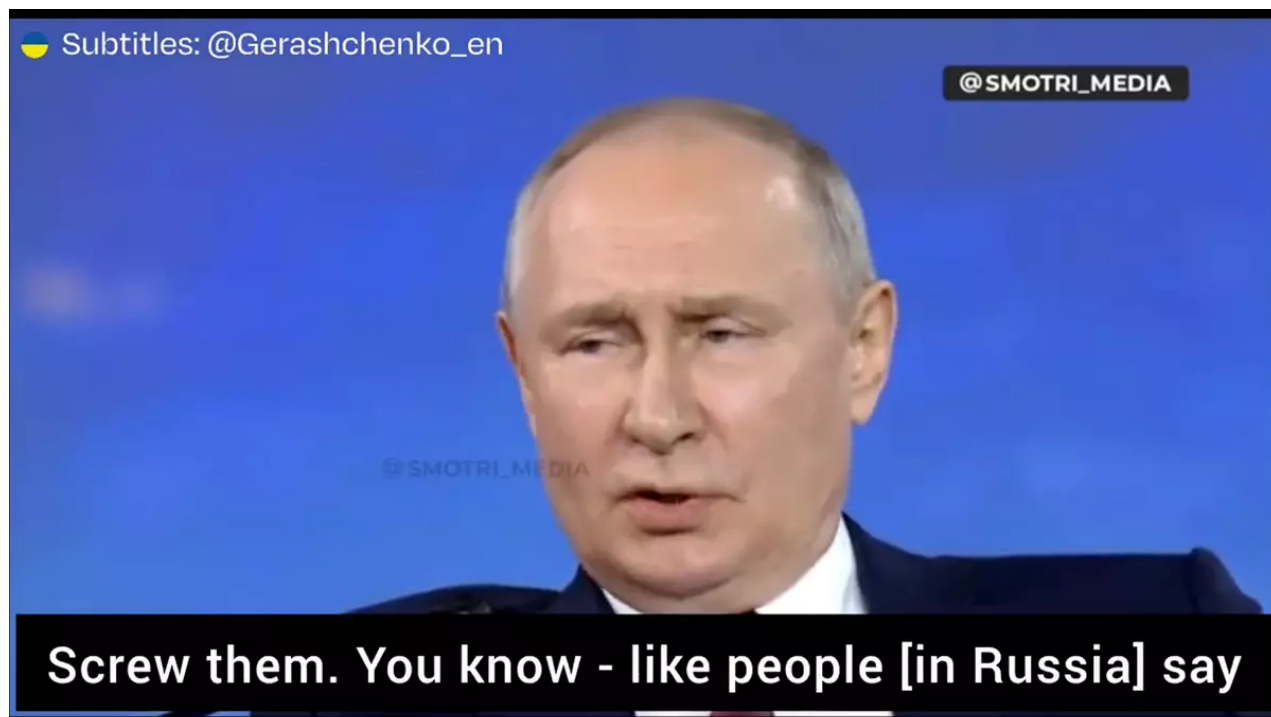 Subtitles: @Gerashchenko_en
@SMOTRI_MEDIA
@SMOTRI_MEDIA
Screw them. You know - like people [in Russia] say